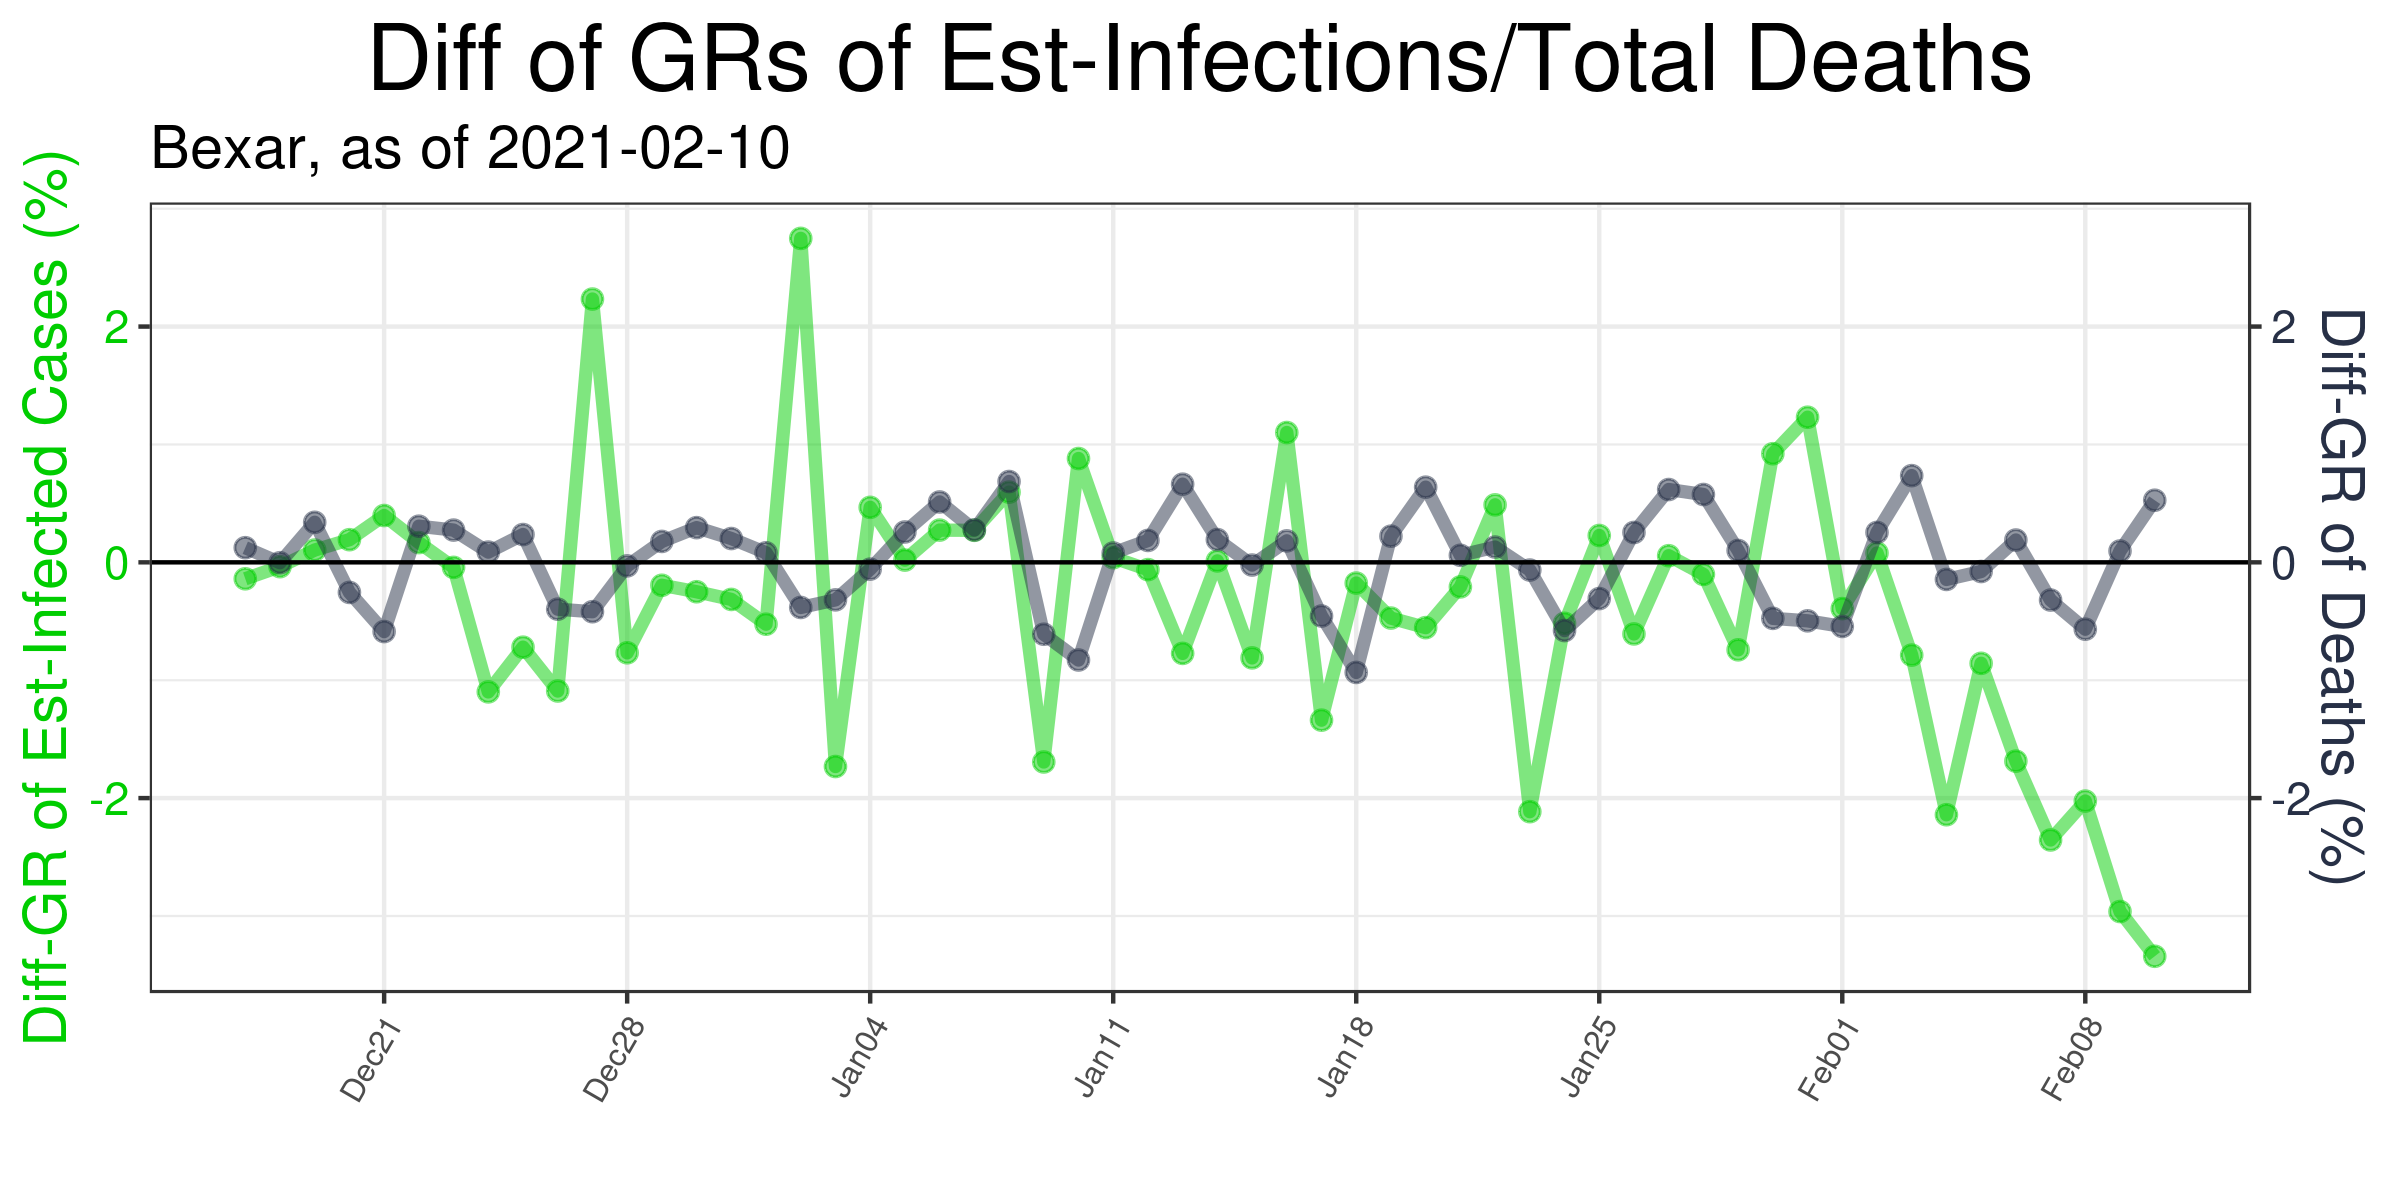 Diff of GRs of Est-Infections/Total Deaths
Bexar, as of 2021-02-10
Diff-GR of Est-Infected Cases (%)
2
0
-2
2
0
-2
Diff-GR of Deaths (%)
Dec21
Dec28
Jan04
Jan11
Jan18
Jan25
Feb01
Feb08